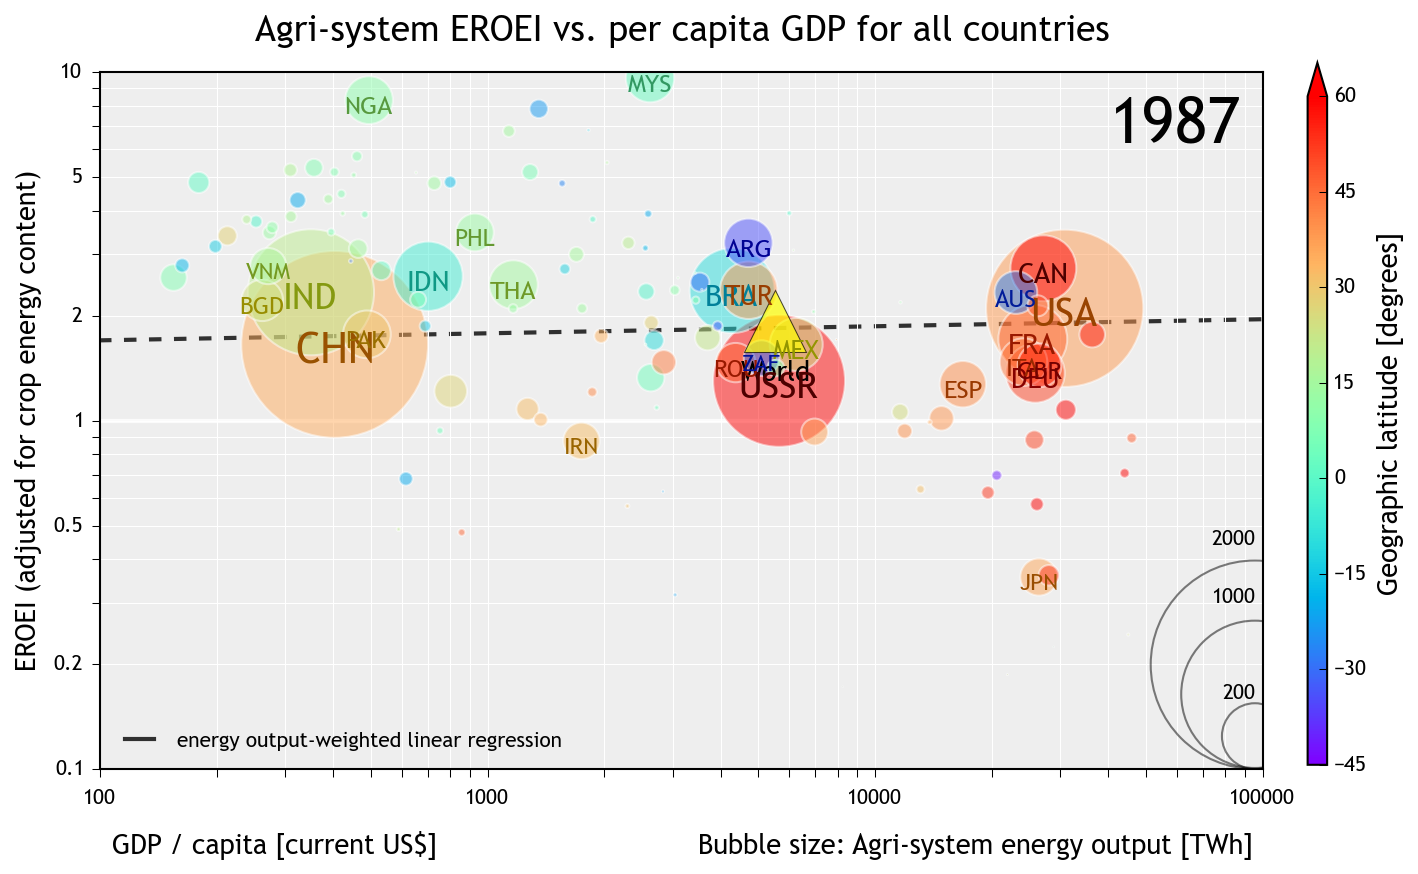 Agri-system EROEI vs. per capita GDP for all countries
1987
EROEI (adjusted for crop energy content)
10
5
2
1
0.5
0.2
0.1
NGA
MYS
PHL
ARG
VNM
IDN
THA
CAN
BGD
IND
BRA
TUR
AUS
USA
CHN
PAK
MEX
FRA
ROU
ZAF
World
USSR
ITA
GBR
DEU
ESP
IRN
JPN
2000
1000
200
energy output-weighted linear regression
100
1000
10000
100000
GDP / capita [current US$]
Bubble size: Agri-system energy output [TWh]
60
45
30
15
0
−15
−30
−45
Geographic latitude [degrees]